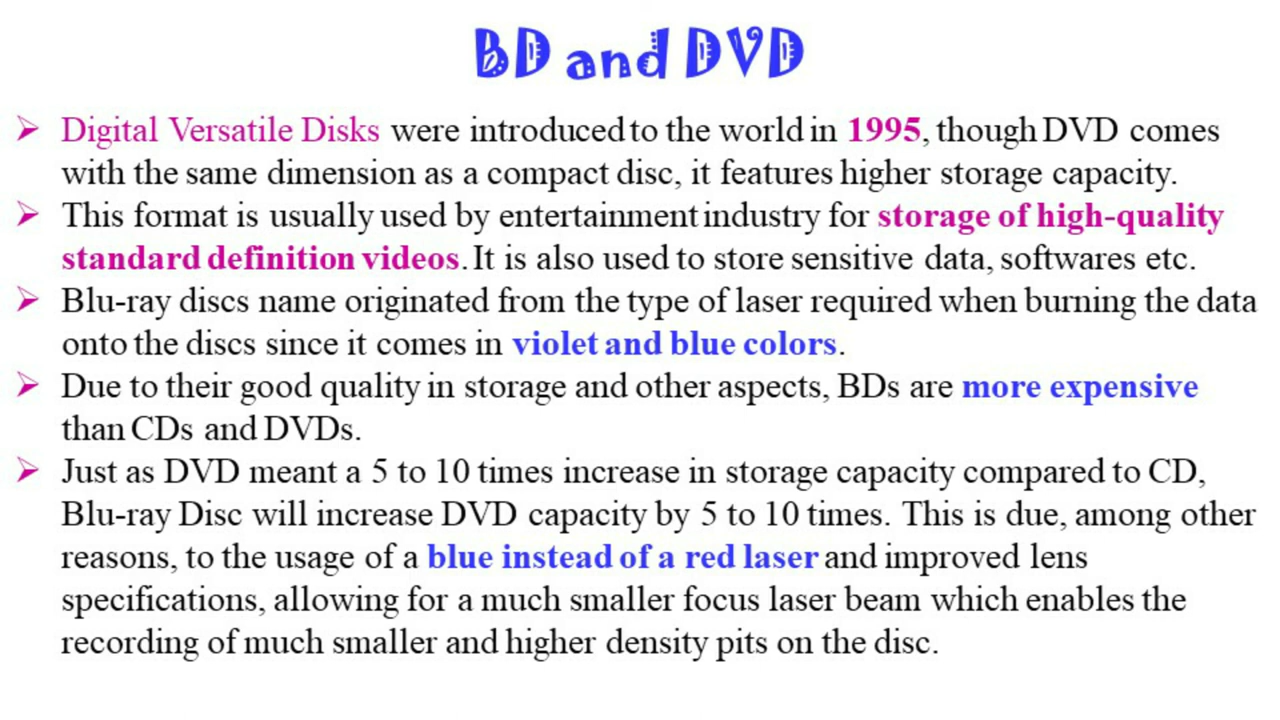 BD and DVD
Digital Versatile Disks were introduced to the world in 1995, though DVD comes
with the same dimension as a compact disc, it features higher storage capacity.
This format is usually used by entertainment industry for storage of high-quality
standard definition videos. It is also used to store sensitive data, softwares etc.
Blu-ray discs name originated from the type of laser required when burning the data
onto the discs since it comes in violet and blue colors.
Due to their good quality in storage and other aspects, BDs are more expensive
than CDs and DVDs.
Just as DVD meant a 5 to 10 times increase in storage capacity compared to CD,
Blu-ray Disc will increase DVD capacity by 5 to 10 times. This is due, among other
reasons, to the usage of a blue instead of a red laser and improved lens
specifications, allowing for a much smaller focus laser beam which enables the
recording of much smaller and higher density pits on the disc.